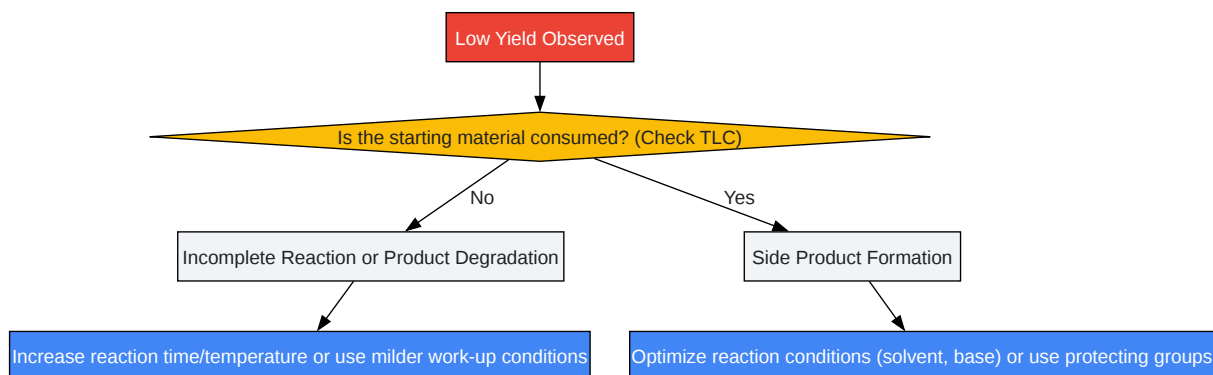 Low Yield Observed
Is the starting material consumed? (Check TLC)
No
Yes
Incomplete Reaction or Product Degradation
Side Product Formation
Increase reaction time/temperature or use milder work-up conditions
Optimize reaction conditions (solvent, base) or use protecting groups